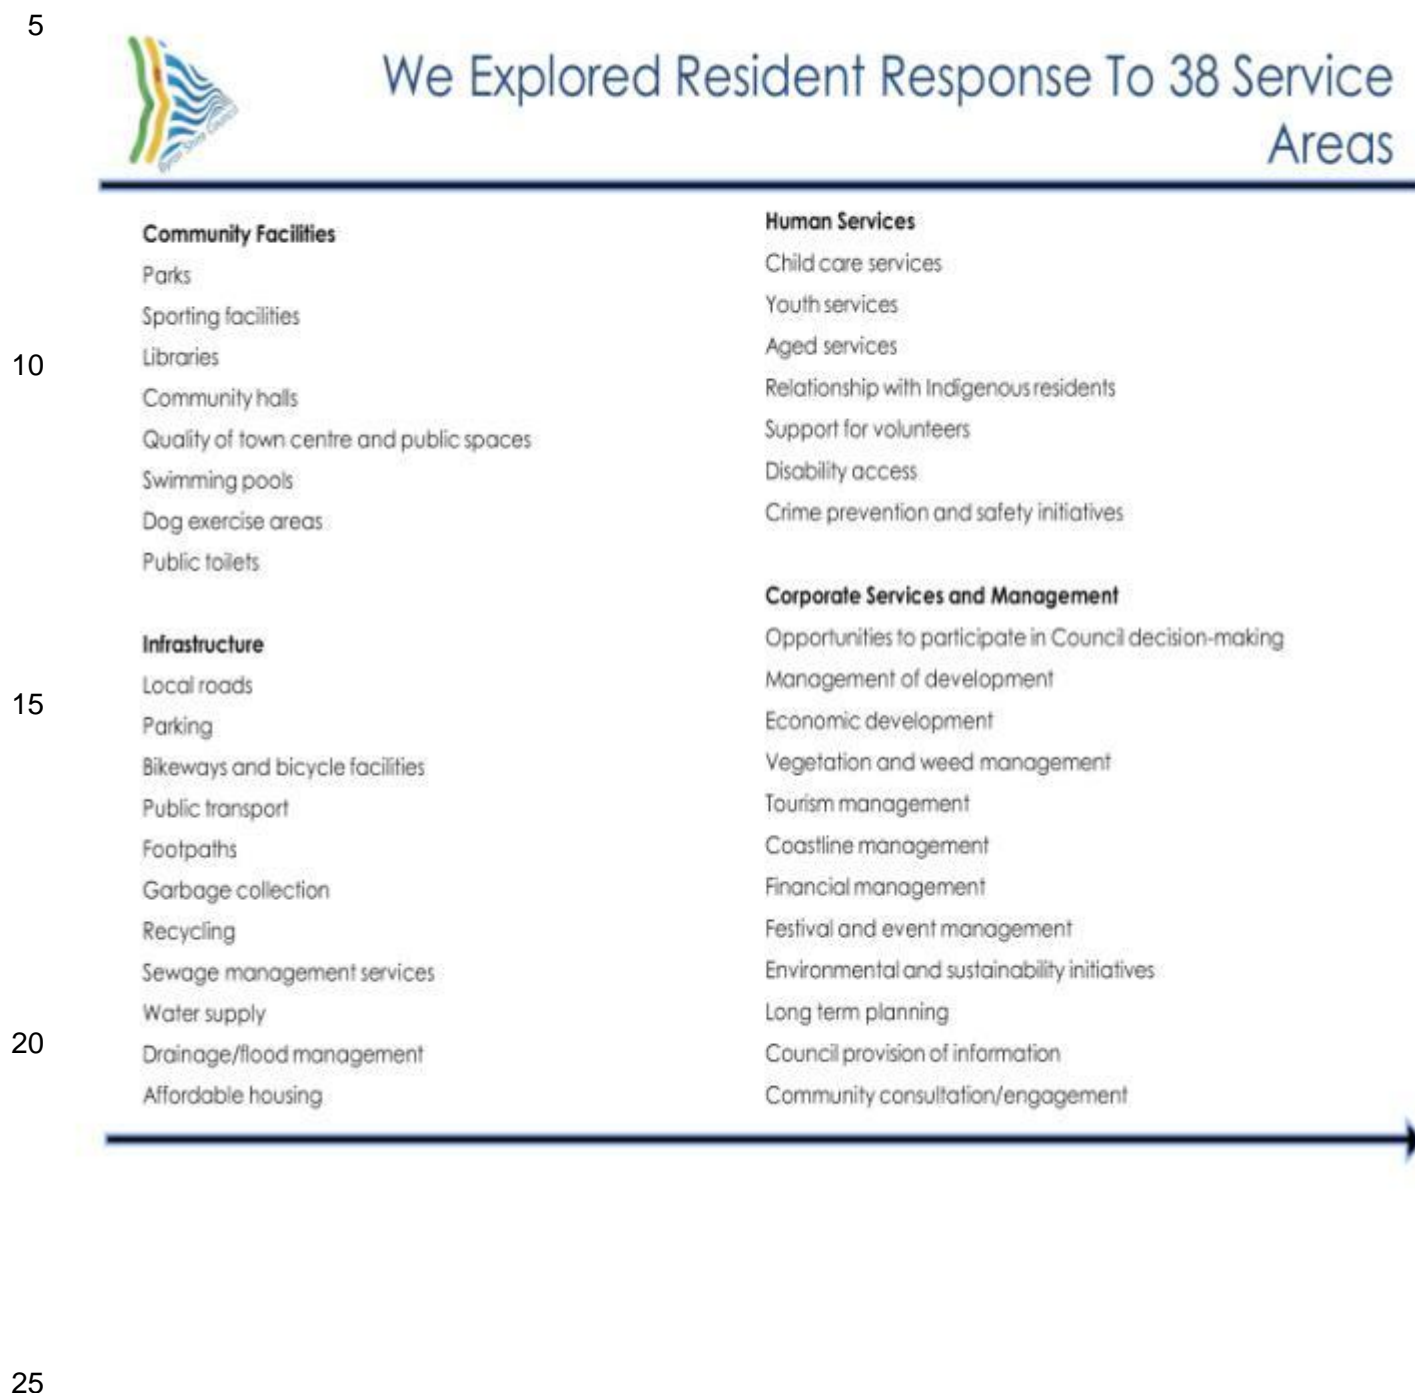 5
We Explored Resident Response To 38 Service
Areas
Byron Shire Council
Community Facilities
Parks
Sporting facilities
Libraries
10
Community halls
Quality of town centre and public spaces
Swimming pools
Dog exercise areas
Public toilets
Infrastructure
Local roads
15
Parking
Bikeways and bicycle facilities
Public transport
Footpaths
Garbage collection
Recycling
Sewage management services
Water supply
20
Drainage/flood management
Affordable housing
Human Services
Child care services
Youth services
Aged services
Relationship with Indigenous residents
Support for volunteers
Disability access
Crime prevention and safety initiatives
Corporate Services and Management
Opportunities to participate in Council decision-making
Management of development
Economic development
Vegetation and weed management
Tourism management
Coastline management
Financial management
Festival and event management
Environmental and sustainability initiatives
Long term planning
Council provision of information
Community consultation/engagement
25